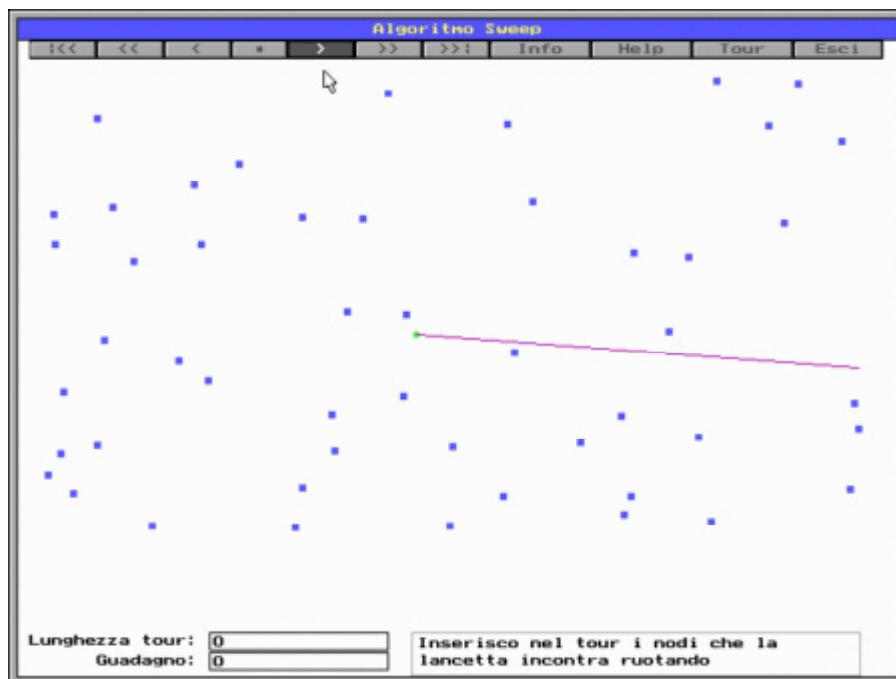 Algoritmo Sweep
:<< << < ▪ > >> >>: Info Help Tour Esci
Lunghezza tour: 0
Guadagno: 0
Inserisco nel tour i nodi che la
lancetta incontra ruotando